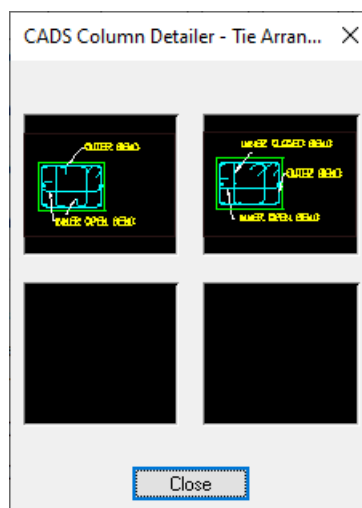 CADS Column Detailer - Tie Arran...
OUTER BEND
INNER OPEN BEND
INNER CLOSED BEND
OUTER BEND
INNER OPEN BEND
Close